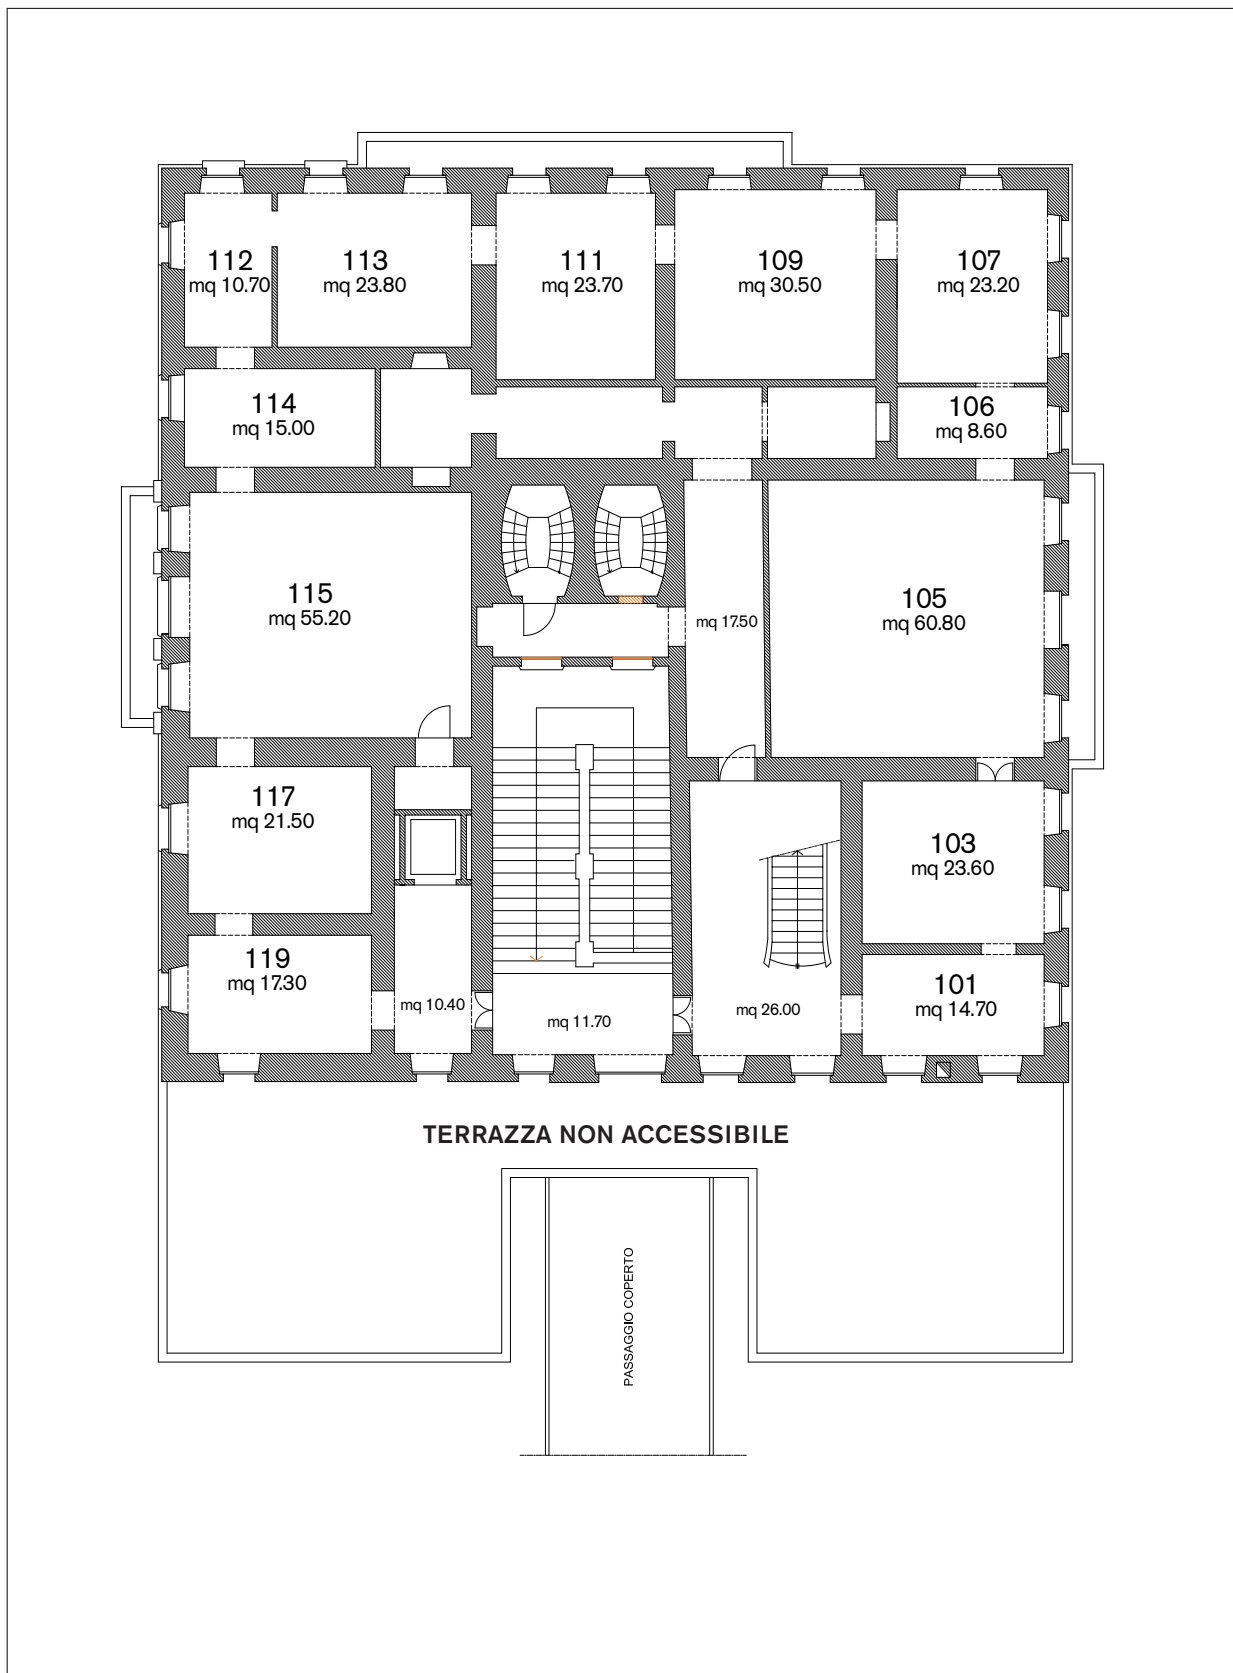 112
mq 10.70
113
mq 23.80
111
mq 23.70
109
mq 30.50
107
mq 23.20
114
mq 15.00
106
mq 8.60
115
mq 55.20
mq 17.50
105
mq 60.80
117
mq 21.50
103
mq 23.60
119
mq 17.30
mq 10.40
mq 11.70
mq 26.00
101
mq 14.70
TERRAZZA NON ACCESSIBILE
PASSAGGIO COPERTO